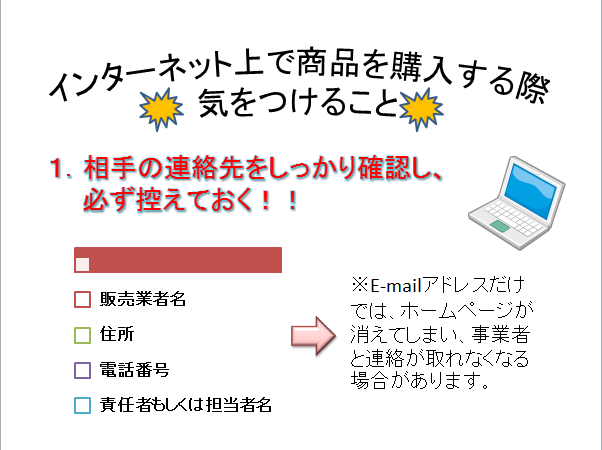 インターネット上で商品を購入する際
気をつけること
1. 相手の連絡先をしっかり確認し、
必ず控えておく！！
販売業者名
住所
電話番号
責任者もしくは担当者名
※E-mailアドレスだけ
では、ホームページが
消えてしまい、事業者
と連絡が取れなくなる
場合があります。